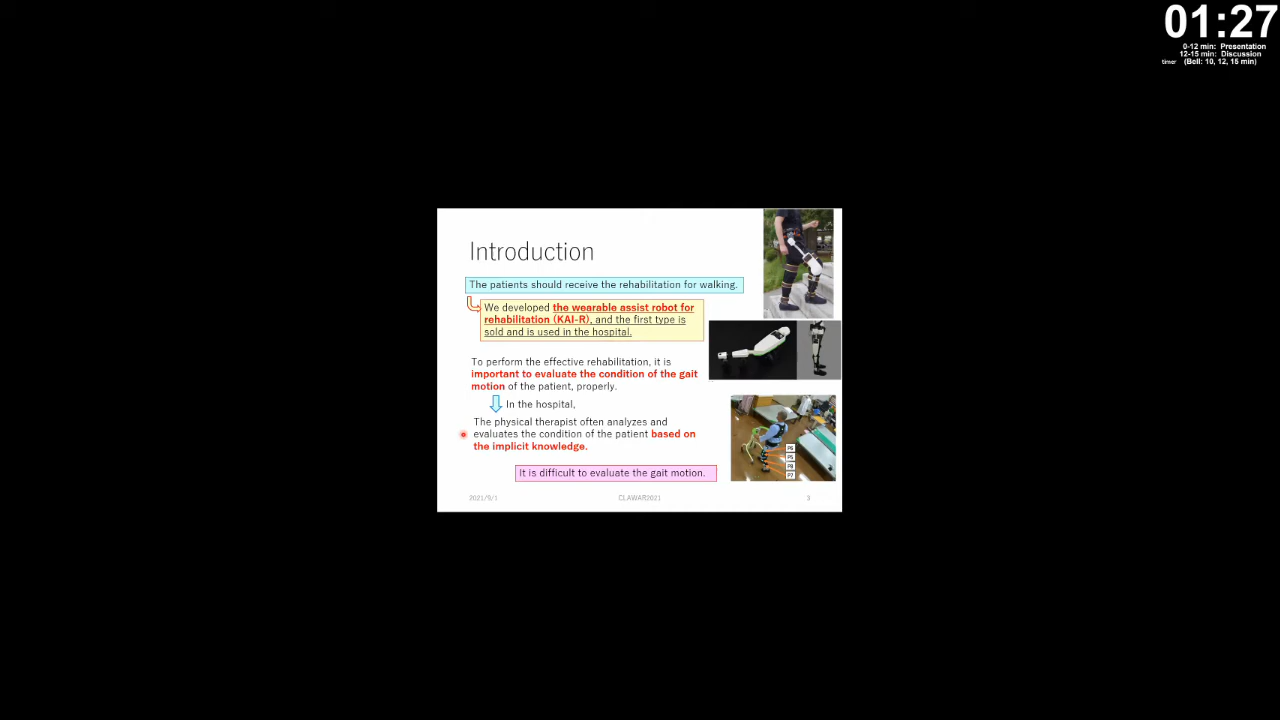 01:27
0-12 min: Presentation
12-15 min: Discussion
timer (Bell: 10, 12, 15 min)
Introduction
The patients should receive the rehabilitation for walking.
We developed the wearable assist robot for
rehabilitation (KAI-R), and the first type is
sold and is used in the hospital.
To perform the effective rehabilitation, it is
important to evaluate the condition of the gait
motion of the patient, properly.
In the hospital,
The physical therapist often analyzes and
evaluates the condition of the patient based on
the implicit knowledge.
P6
P5
P8
P7
It is difficult to evaluate the gait motion.
2021/9/1 CLAWAR2021 3